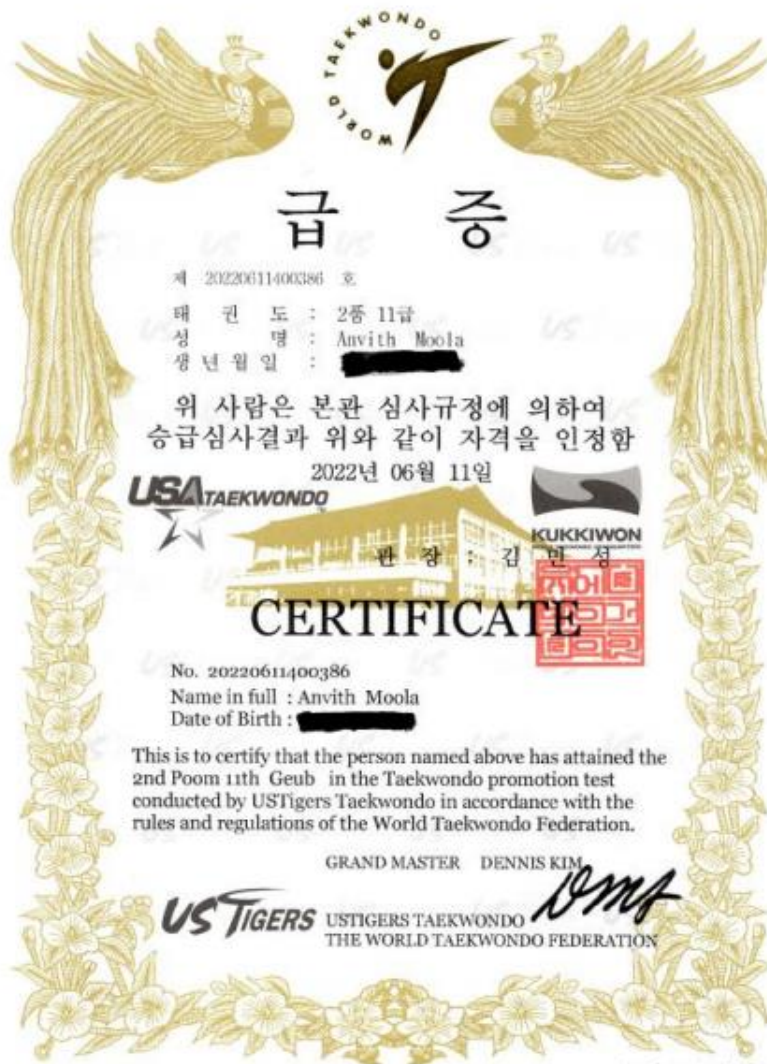 WORLD TAEKWONDO
급 증
제 20220611400386 호
태 권 도 : 2품 11급
성 명 : Anvith Moola
생 년 월 일 :
위 사람은 본관 심사규정에 의하여
승급심사결과 위와 같이 자격을 인정함
2022년 06월 11일
USA TAEKWONDO
KUKKIWON
관 장 : 김 민 성
CERTIFICATE
No. 20220611400386
Name in full : Anvith Moola
Date of Birth :
This is to certify that the person named above has attained the
2nd Poom 11th Geub in the Taekwondo promotion test
conducted by USTigers Taekwondo in accordance with the
rules and regulations of the World Taekwondo Federation.
GRAND MASTER DENNIS KIM
US TIGERS
USTIGERS TAEKWONDO
THE WORLD TAEKWONDO FEDERATION